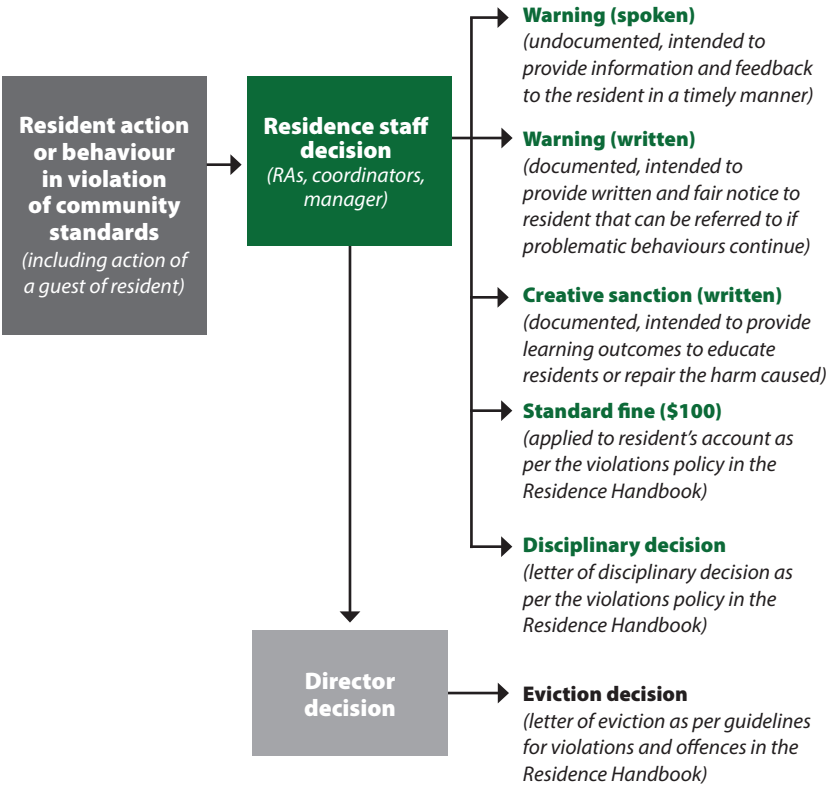 Resident action
or behaviour
in violation
of community
standards
(including action of
a guest of resident)
Residence staff
decision
(RAs, coordinators,
manager)
Warning (spoken)
(undocumented, intended to
provide information and feedback
to the resident in a timely manner)
Warning (written)
(documented, intended to
provide written and fair notice to
resident that can be referred to if
problematic behaviours continue)
Creative sanction (written)
(documented, intended to provide
learning outcomes to educate
residents or repair the harm caused)
Standard fine ($100)
(applied to resident’s account as
per the violations policy in the
Residence Handbook)
Disciplinary decision
(letter of disciplinary decision as
per the violations policy in the
Residence Handbook)
Director
decision
Eviction decision
(letter of eviction as per guidelines
for violations and offences in the
Residence Handbook)